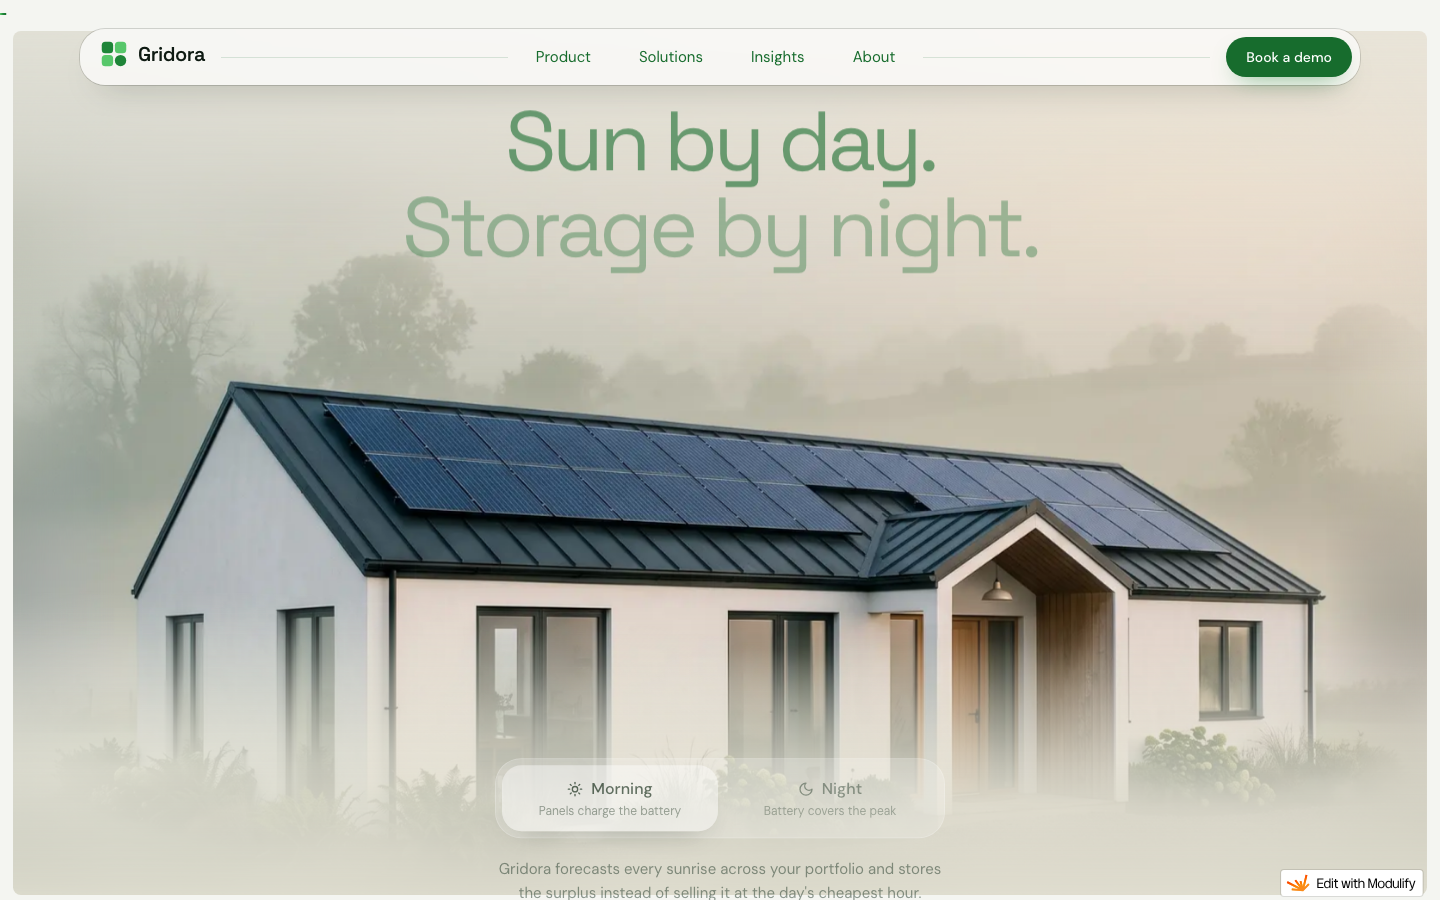 Gridora
Product
Solutions
Insights
About
Book a demo
Sun by day.
Storage by night.
Morning
Panels charge the battery
Night
Battery covers the peak
Gridora forecasts every sunrise across your portfolio and stores
the surplus instead of selling it at the day's cheapest hour.
Edit with Modulify